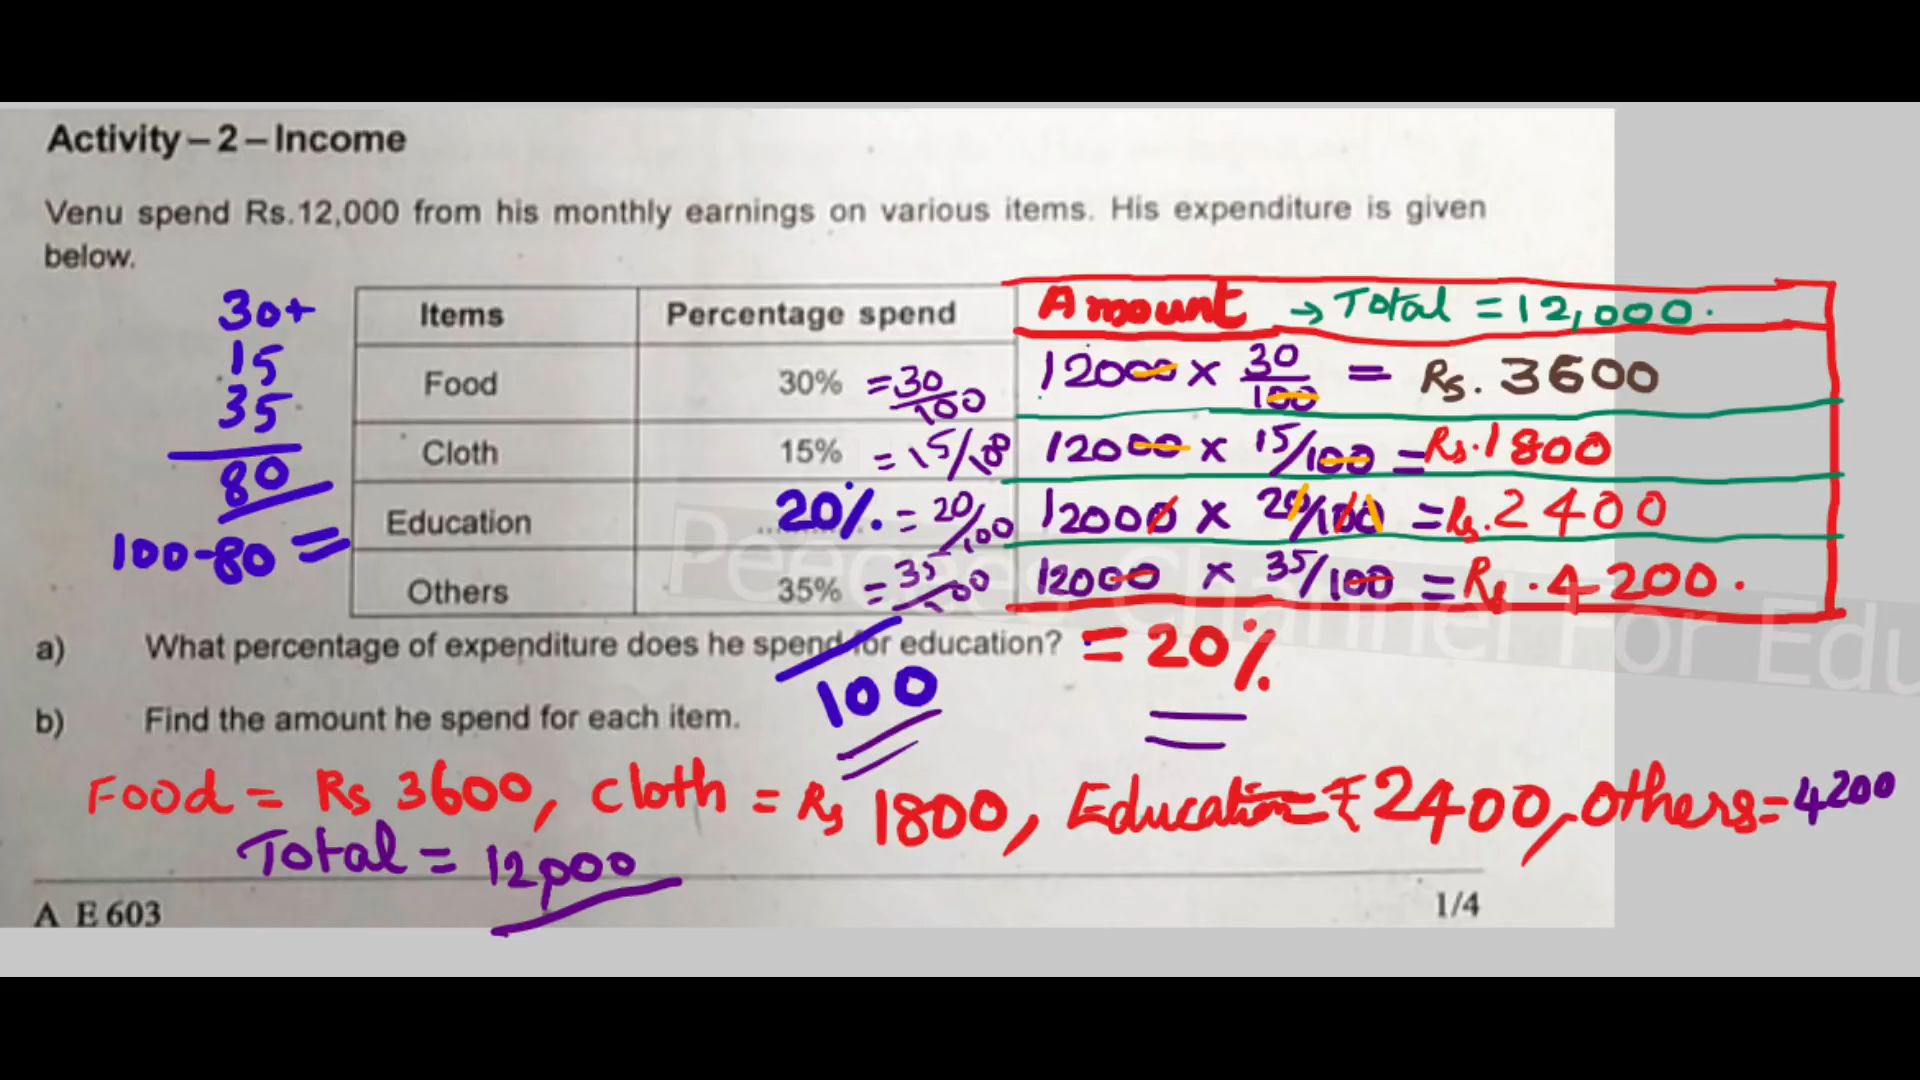 Activity – 2 – Income
Venu spend Rs.12,000 from his monthly earnings on various items. His expenditure is given
below.
30+
15
35
80
100-80 =
Items Percentage spend Amount → Total = 12,000.
Food 30% = 30/100 12000 × 30/100 = Rs. 3600
Cloth 15% = 15/100 12000 × 15/100 = Rs. 1800
Education 20%. = 20/100 12000 × 20/100 = Rs. 2400
Others 35% = 35/100 12000 × 35/100 = Rs. 4200.
100
Peecees Channel For Edu
a) What percentage of expenditure does he spend for education? = 20%.
b) Find the amount he spend for each item.
Food = Rs 3600, Cloth = Rs 1800, Education = ₹ 2400, Others = 4200
Total = 12000
A E 603 1/4